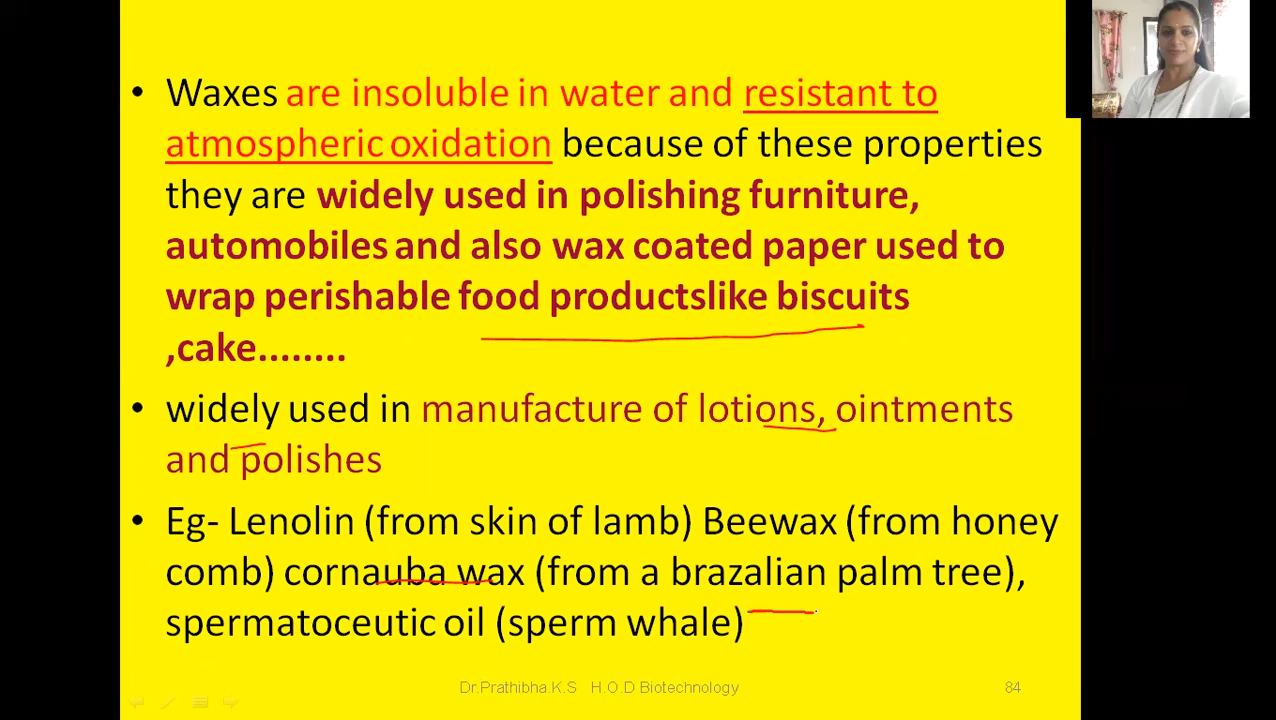 • Waxes are insoluble in water and resistant to
atmospheric oxidation because of these properties
they are widely used in polishing furniture,
automobiles and also wax coated paper used to
wrap perishable food productslike biscuits
,cake........
• widely used in manufacture of lotions, ointments
and polishes
• Eg- Lenolin (from skin of lamb) Beewax (from honey
comb) cornauba wax (from a brazalian palm tree),
spermatoceutic oil (sperm whale)
Dr.Prathibha.K.S H.O.D Biotechnology 84